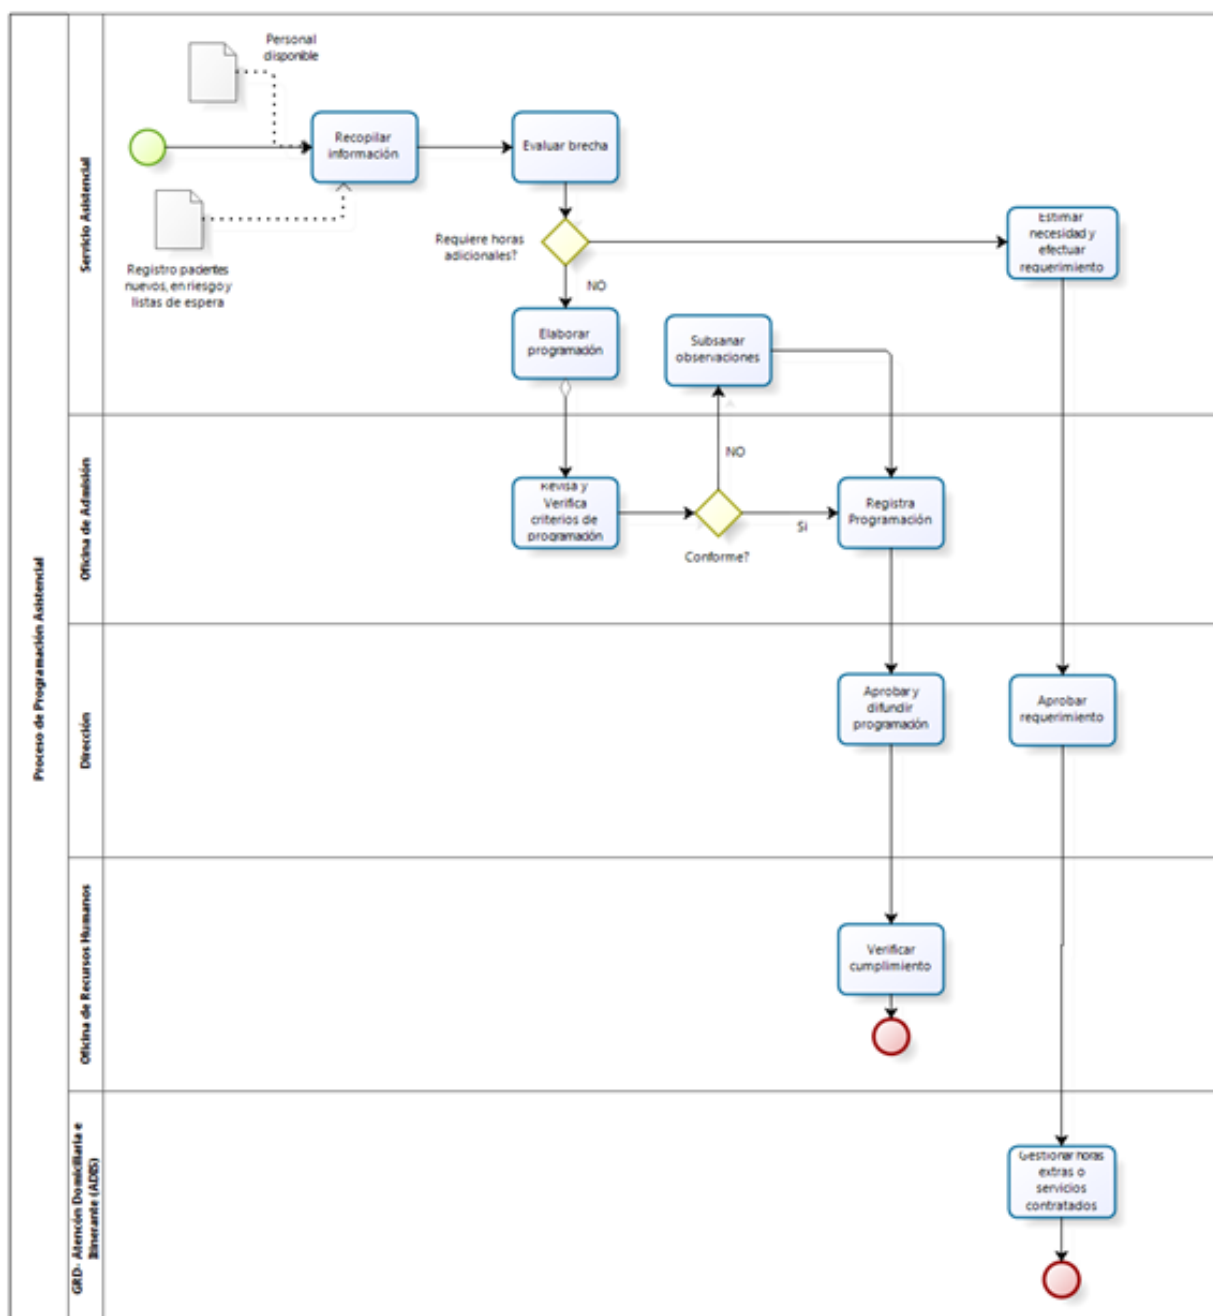 Proceso de Programación Asistencial
Servicio Asistencial
Personal
disponible
Recopilar
información
Evaluar brecha
Registro pacientes
nuevos, en riesgo y
listas de espera
Requiere horas
adicionales?
Estimar
necesidad y
efectuar
requerimiento
NO
Elaborar
programación
Subsanar
observaciones
Oficina de Admisión
NO
Revisa y
Verifica
criterios de
programación
Conforme?
Si
Registra
Programación
Dirección
Aprobar y
difundir
programación
Aprobar
requerimiento
Oficina de Recursos Humanos
Verificar
cumplimiento
GRD- Atención Domiciliaria e
Itinerante (ADIS)
Gestionar horas
extras o
servicios
contratados